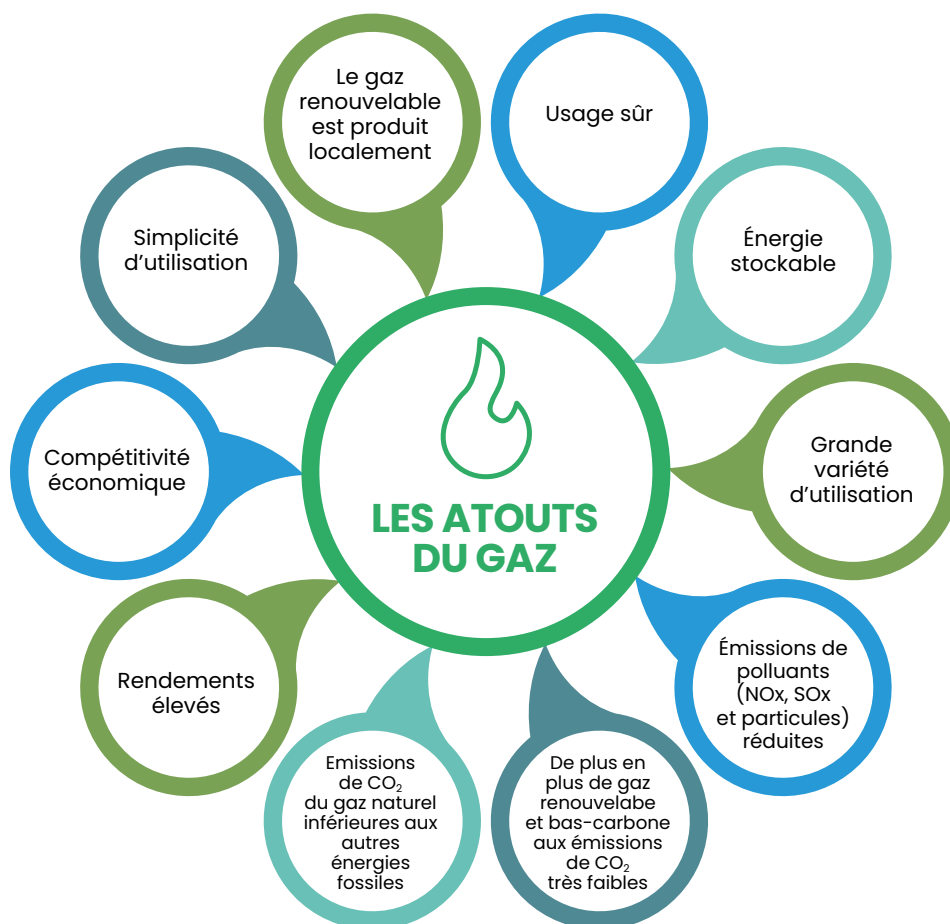 LES ATOUTS
DU GAZ
Le gaz
renouvelable
est produit
localement
Usage sûr
Énergie
stockable
Grande
variété
d'utilisation
Émissions de
polluants
(NOx, SOx
et particules)
réduites
De plus en
plus de gaz
renouvelabe
et bas-carbone
aux émissions
de CO₂
très faibles
Emissions
de CO₂
du gaz naturel
inférieures aux
autres
énergies
fossiles
Rendements
élevés
Compétitivité
économique
Simplicité
d'utilisation